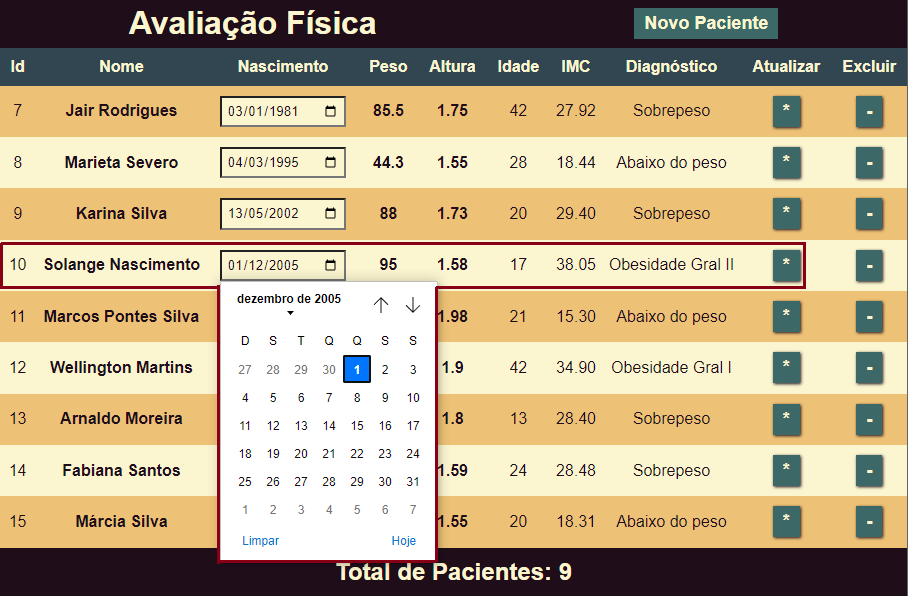 Avaliação Física Novo Paciente
Id Nome Nascimento Peso Altura Idade IMC Diagnóstico Atualizar Excluir
7 Jair Rodrigues 03/01/1981 85.5 1.75 42 27.92 Sobrepeso * -
8 Marieta Severo 04/03/1995 44.3 1.55 28 18.44 Abaixo do peso * -
9 Karina Silva 13/05/2002 88 1.73 20 29.40 Sobrepeso * -
10 Solange Nascimento 01/12/2005 95 1.58 17 38.05 Obesidade Gral II * -
11 Marcos Pontes Silva 1.98 21 15.30 Abaixo do peso * -
12 Wellington Martins 1.9 42 34.90 Obesidade Gral I * -
13 Arnaldo Moreira 1.8 13 28.40 Sobrepeso * -
14 Fabiana Santos 1.59 24 28.48 Sobrepeso * -
15 Márcia Silva 1.55 20 18.31 Abaixo do peso * -
dezembro de 2005
D S T Q Q S S
27 28 29 30 1 2 3
4 5 6 7 8 9 10
11 12 13 14 15 16 17
18 19 20 21 22 23 24
25 26 27 28 29 30 31
1 2 3 4 5 6 7
Limpar Hoje
Total de Pacientes: 9